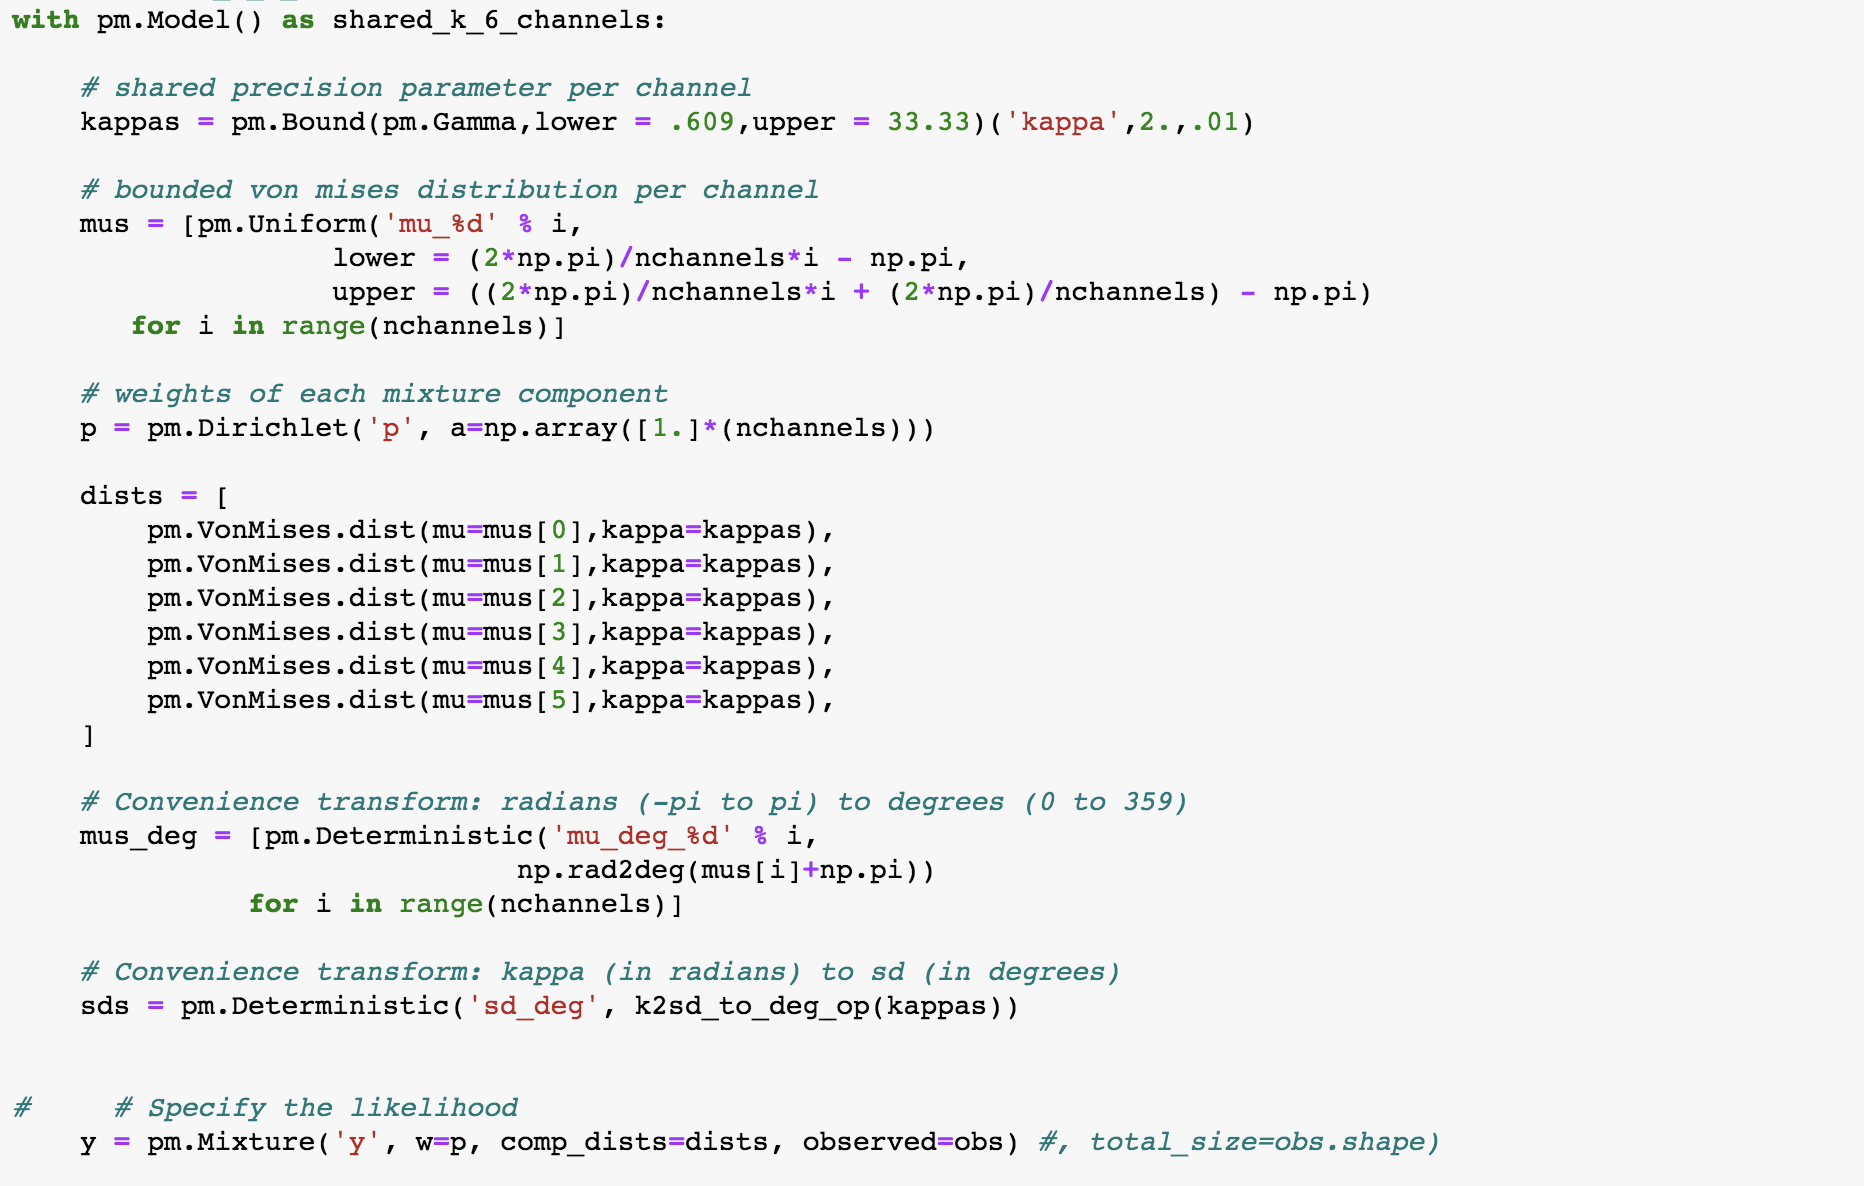 with pm.Model() as shared_k_6_channels:
# shared precision parameter per channel
kappas = pm.Bound(pm.Gamma,lower = .609,upper = 33.33)('kappa',2.,.01)
# bounded von mises distribution per channel
mus = [pm.Uniform('mu_%d' % i,
lower = (2*np.pi)/nchannels*i - np.pi,
upper = ((2*np.pi)/nchannels*i + (2*np.pi)/nchannels) - np.pi)
for i in range(nchannels)]
# weights of each mixture component
p = pm.Dirichlet('p', a=np.array([1.]*(nchannels)))
dists = [
pm.VonMises.dist(mu=mus[0],kappa=kappas),
pm.VonMises.dist(mu=mus[1],kappa=kappas),
pm.VonMises.dist(mu=mus[2],kappa=kappas),
pm.VonMises.dist(mu=mus[3],kappa=kappas),
pm.VonMises.dist(mu=mus[4],kappa=kappas),
pm.VonMises.dist(mu=mus[5],kappa=kappas),
]
# Convenience transform: radians (-pi to pi) to degrees (0 to 359)
mus_deg = [pm.Deterministic('mu_deg_%d' % i,
np.rad2deg(mus[i]+np.pi))
for i in range(nchannels)]
# Convenience transform: kappa (in radians) to sd (in degrees)
sds = pm.Deterministic('sd_deg', k2sd_to_deg_op(kappas))
# # Specify the likelihood
y = pm.Mixture('y', w=p, comp_dists=dists, observed=obs) #, total_size=obs.shape)